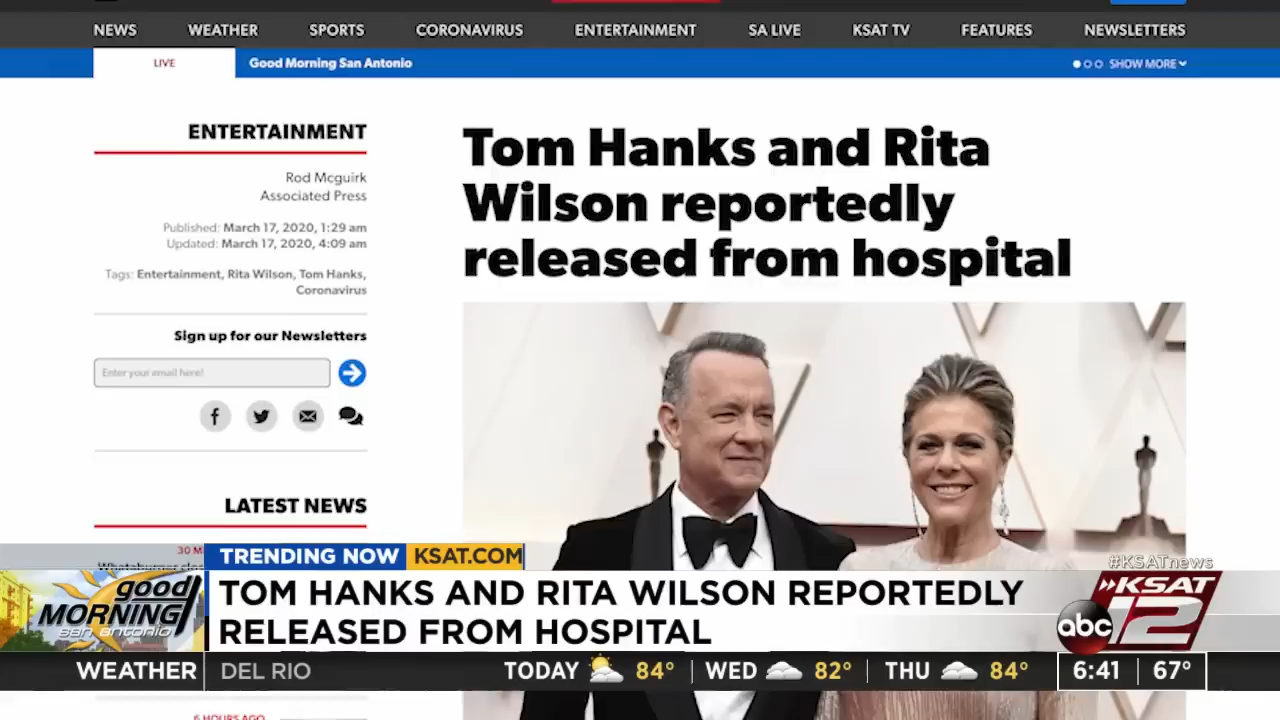 NEWS WEATHER SPORTS CORONAVIRUS ENTERTAINMENT SA LIVE KSAT TV FEATURES NEWSLETTERS
LIVE Good Morning San Antonio SHOW MORE
ENTERTAINMENT
Rod Mcguirk
Associated Press
Published: March 17, 2020, 1:29 am
Updated: March 17, 2020, 4:09 am
Tags: Entertainment, Rita Wilson, Tom Hanks,
Coronavirus
Sign up for our Newsletters
Enter your email here!
LATEST NEWS
Tom Hanks and Rita
Wilson reportedly
released from hospital
TRENDING NOW KSAT.COM
#KSATnews
good
MORNING
san antonio
TOM HANKS AND RITA WILSON REPORTEDLY
RELEASED FROM HOSPITAL
abc KSAT
12
WEATHER DEL RIO TODAY 84° WED 82° THU 84° 6:41 67°
6 HOURS AGO